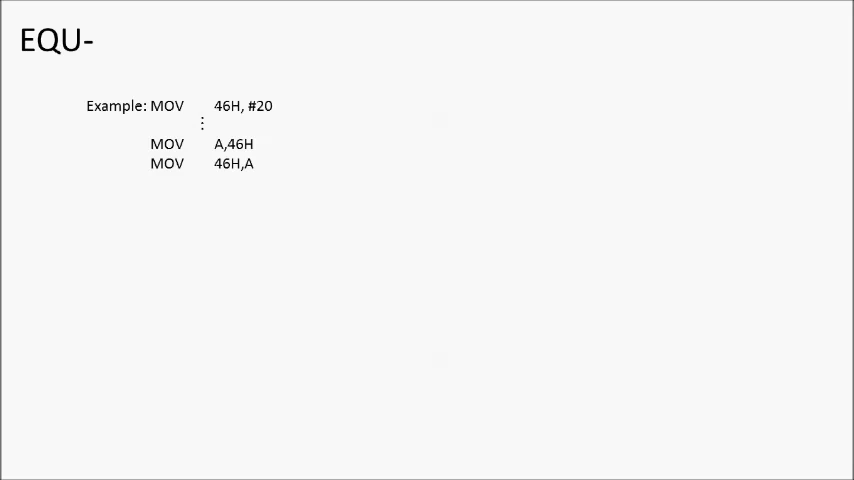 EQU-
Example: MOV 46H, #20
⋮
MOV A,46H
MOV 46H,A